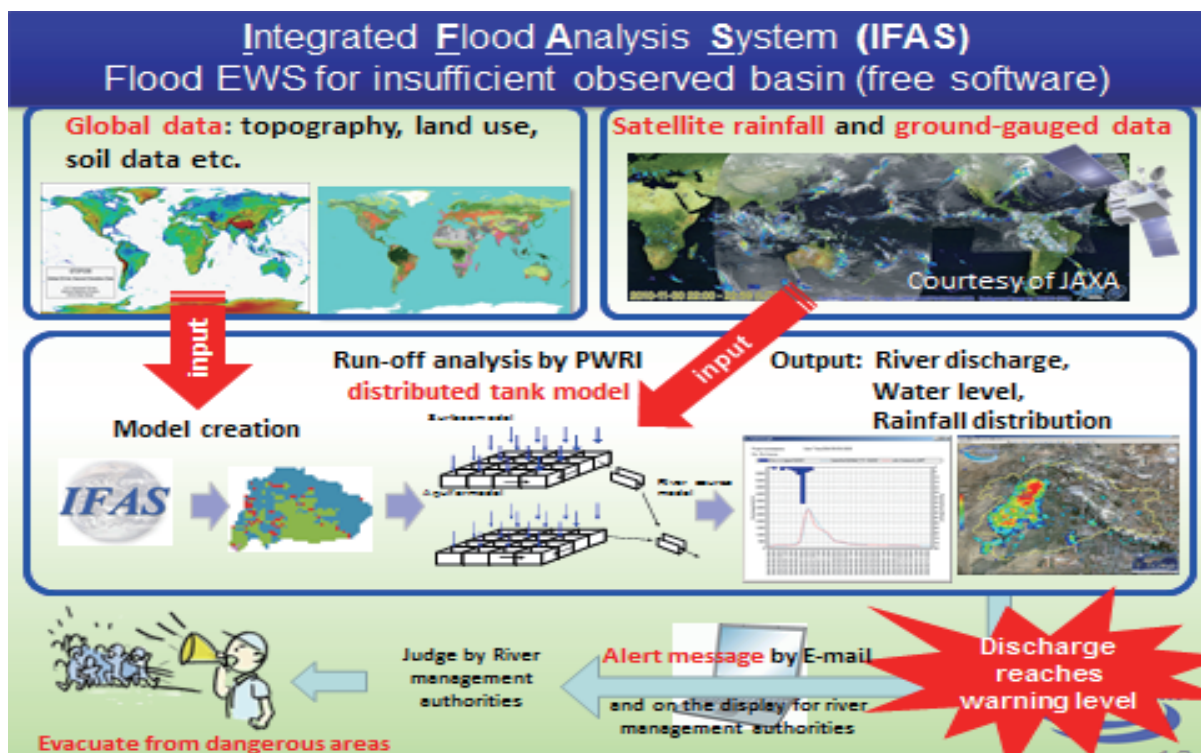 Integrated Flood Analysis System (IFAS)
Flood EWS for insufficient observed basin (free software)
Global data: topography, land use,
soil data etc.
Satellite rainfall and ground-gauged data
Courtesy of JAXA
input
input
Run-off analysis by PWRI
distributed tank model
Output: River discharge,
Water level,
Rainfall distribution
Model creation
IFAS
Discharge
reaches
warning level
Alert message by E-mail
and on the display for river
management authorities
Judge by River
management
authorities
Evacuate from dangerous areas